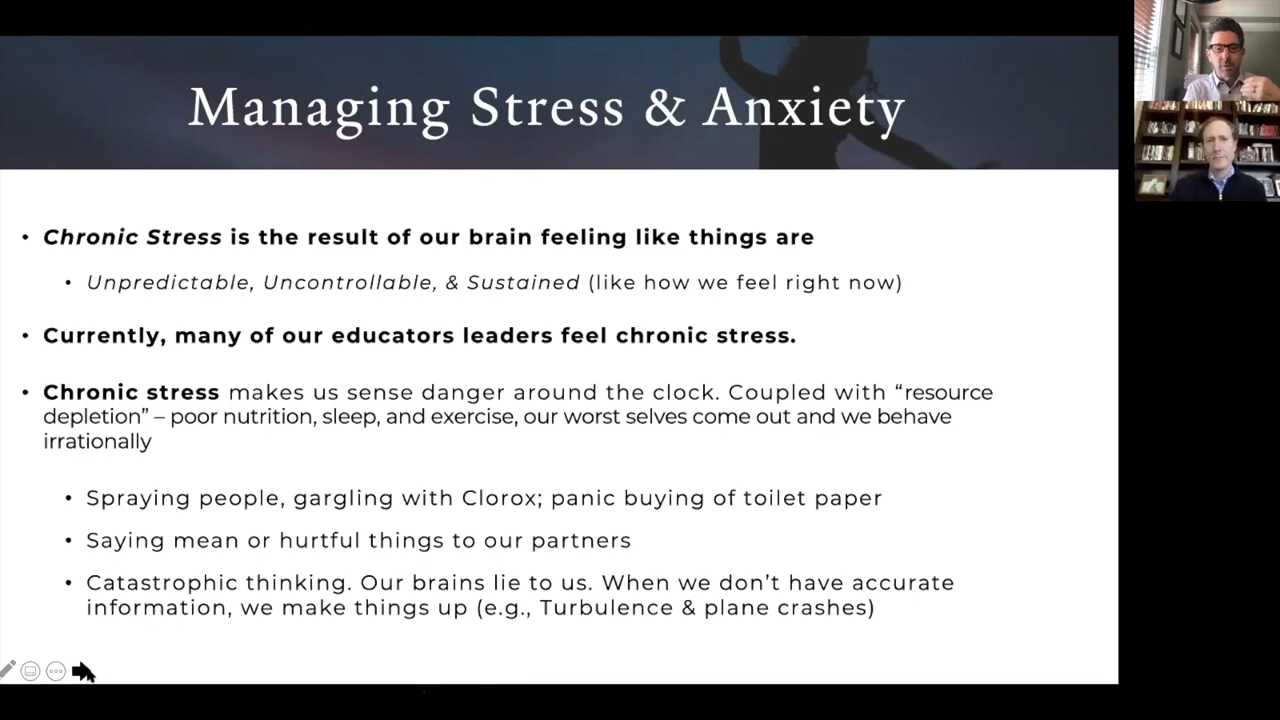 Managing Stress & Anxiety
• Chronic Stress is the result of our brain feeling like things are
• Unpredictable, Uncontrollable, & Sustained (like how we feel right now)
• Currently, many of our educators leaders feel chronic stress.
• Chronic stress makes us sense danger around the clock. Coupled with “resource
depletion” – poor nutrition, sleep, and exercise, our worst selves come out and we behave
irrationally
• Spraying people, gargling with Clorox; panic buying of toilet paper
• Saying mean or hurtful things to our partners
• Catastrophic thinking. Our brains lie to us. When we don’t have accurate
information, we make things up (e.g., Turbulence & plane crashes)